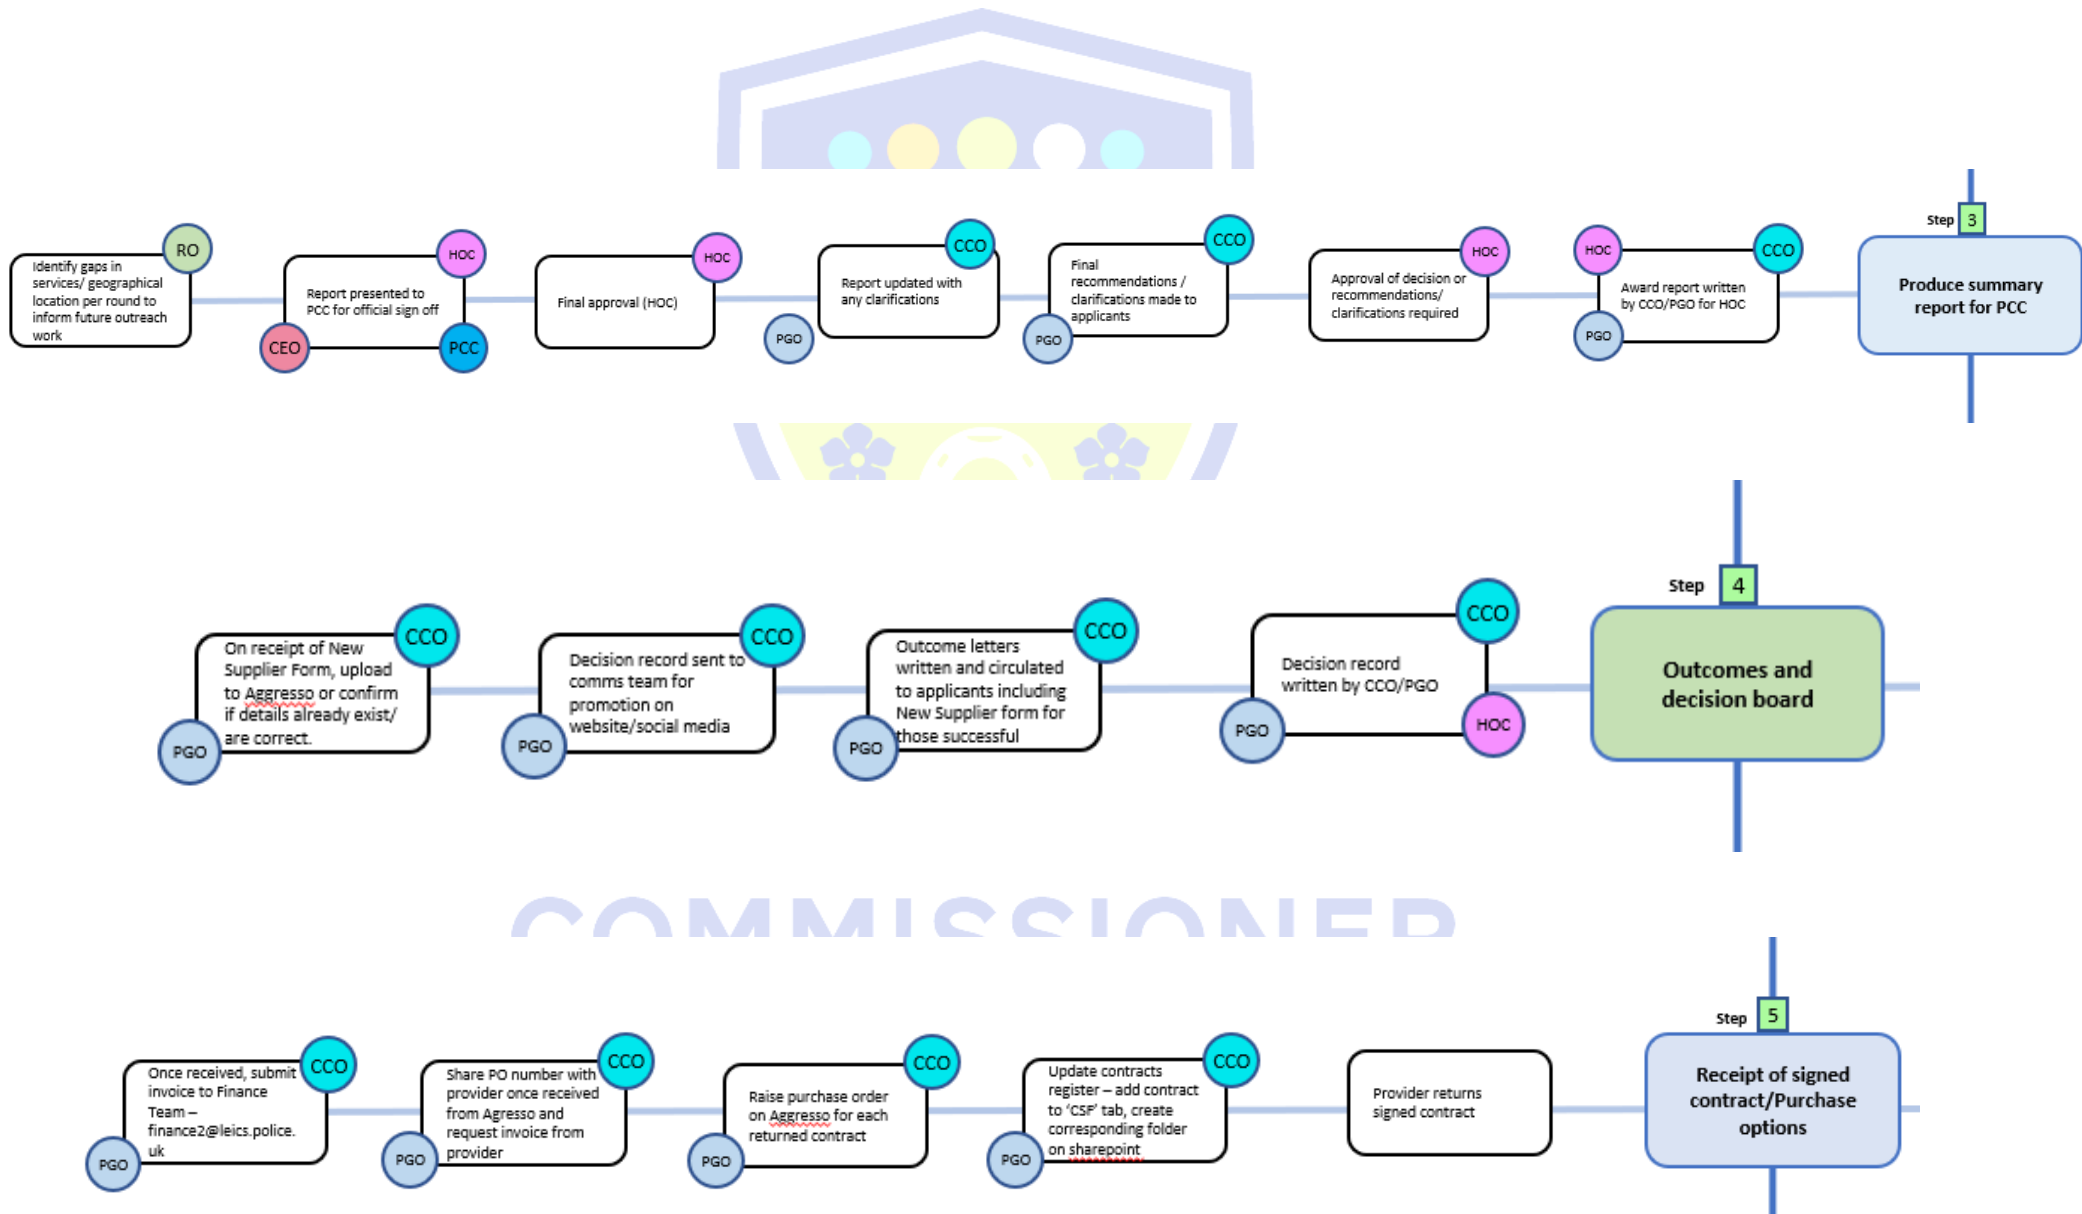 RO
Identify gaps in
services/ geographical
location per round to
inform future outreach
work
HOC
Report presented to
PCC for official sign off
CEO
PCC
HOC
Final approval (HOC)
CCO
Report updated with
any clarifications
PGO
CCO
Final
recommendations /
clarifications made to
applicants
PGO
HOC
Approval of decision or
recommendations/
clarifications required
HOC
CCO
Award report written
by CCO/PGO for HOC
PGO
Step 3
Produce summary
report for PCC
CCO
On receipt of New
Supplier Form, upload
to Aggresso or confirm
if details already exist/
are correct.
PGO
CCO
Decision record sent to
comms team for
promotion on
website/social media
PGO
CCO
Outcome letters
written and circulated
to applicants including
New Supplier form for
those successful
PGO
CCO
Decision record
written by CCO/PGO
PGO
HOC
Step 4
Outcomes and
decision board
COMMISSIONER
CCO
Once received, submit
invoice to Finance
Team –
finance2@leics.police.
uk
PGO
CCO
Share PO number with
provider once received
from Agresso and
request invoice from
provider
PGO
CCO
Raise purchase order
on Aggresso for each
returned contract
PGO
CCO
Update contracts
register – add contract
to ‘CSF’ tab, create
corresponding folder
on sharepoint
PGO
Provider returns
signed contract
Step 5
Receipt of signed
contract/Purchase
options